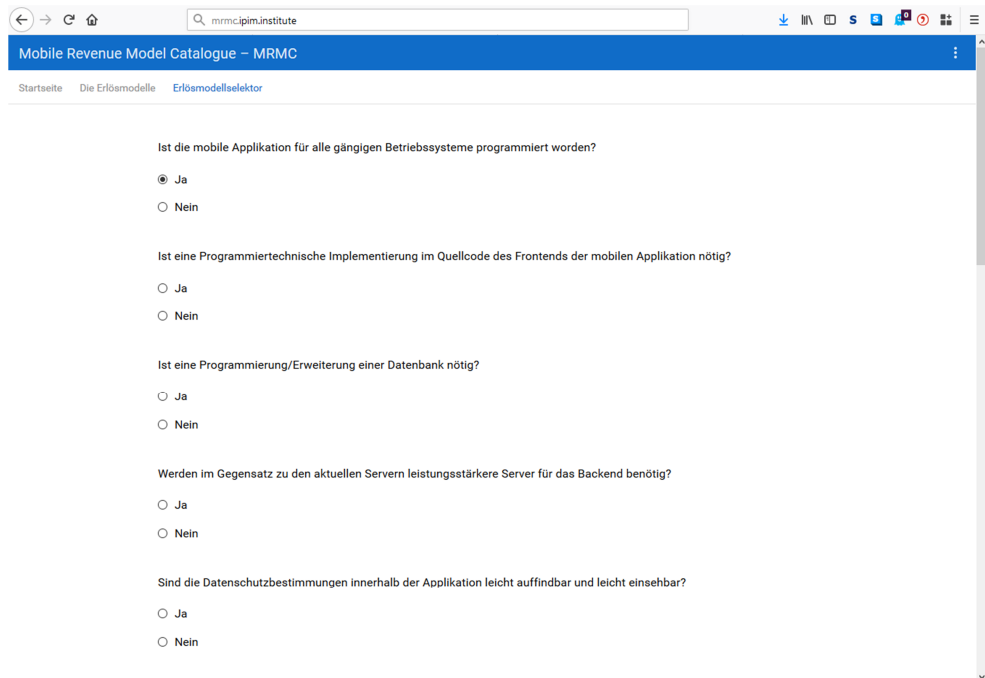 mrmc.ipim.institute
S
S
0
Mobile Revenue Model Catalogue – MRMC
Startseite Die Erlösmodelle Erlösmodellselektor
Ist die mobile Applikation für alle gängigen Betriebssysteme programmiert worden?
Ja
Nein
Ist eine Programmiertechnische Implementierung im Quellcode des Frontends der mobilen Applikation nötig?
Ja
Nein
Ist eine Programmierung/Erweiterung einer Datenbank nötig?
Ja
Nein
Werden im Gegensatz zu den aktuellen Servern leistungsstärkere Server für das Backend benötig?
Ja
Nein
Sind die Datenschutzbestimmungen innerhalb der Applikation leicht auffindbar und leicht einsehbar?
Ja
Nein